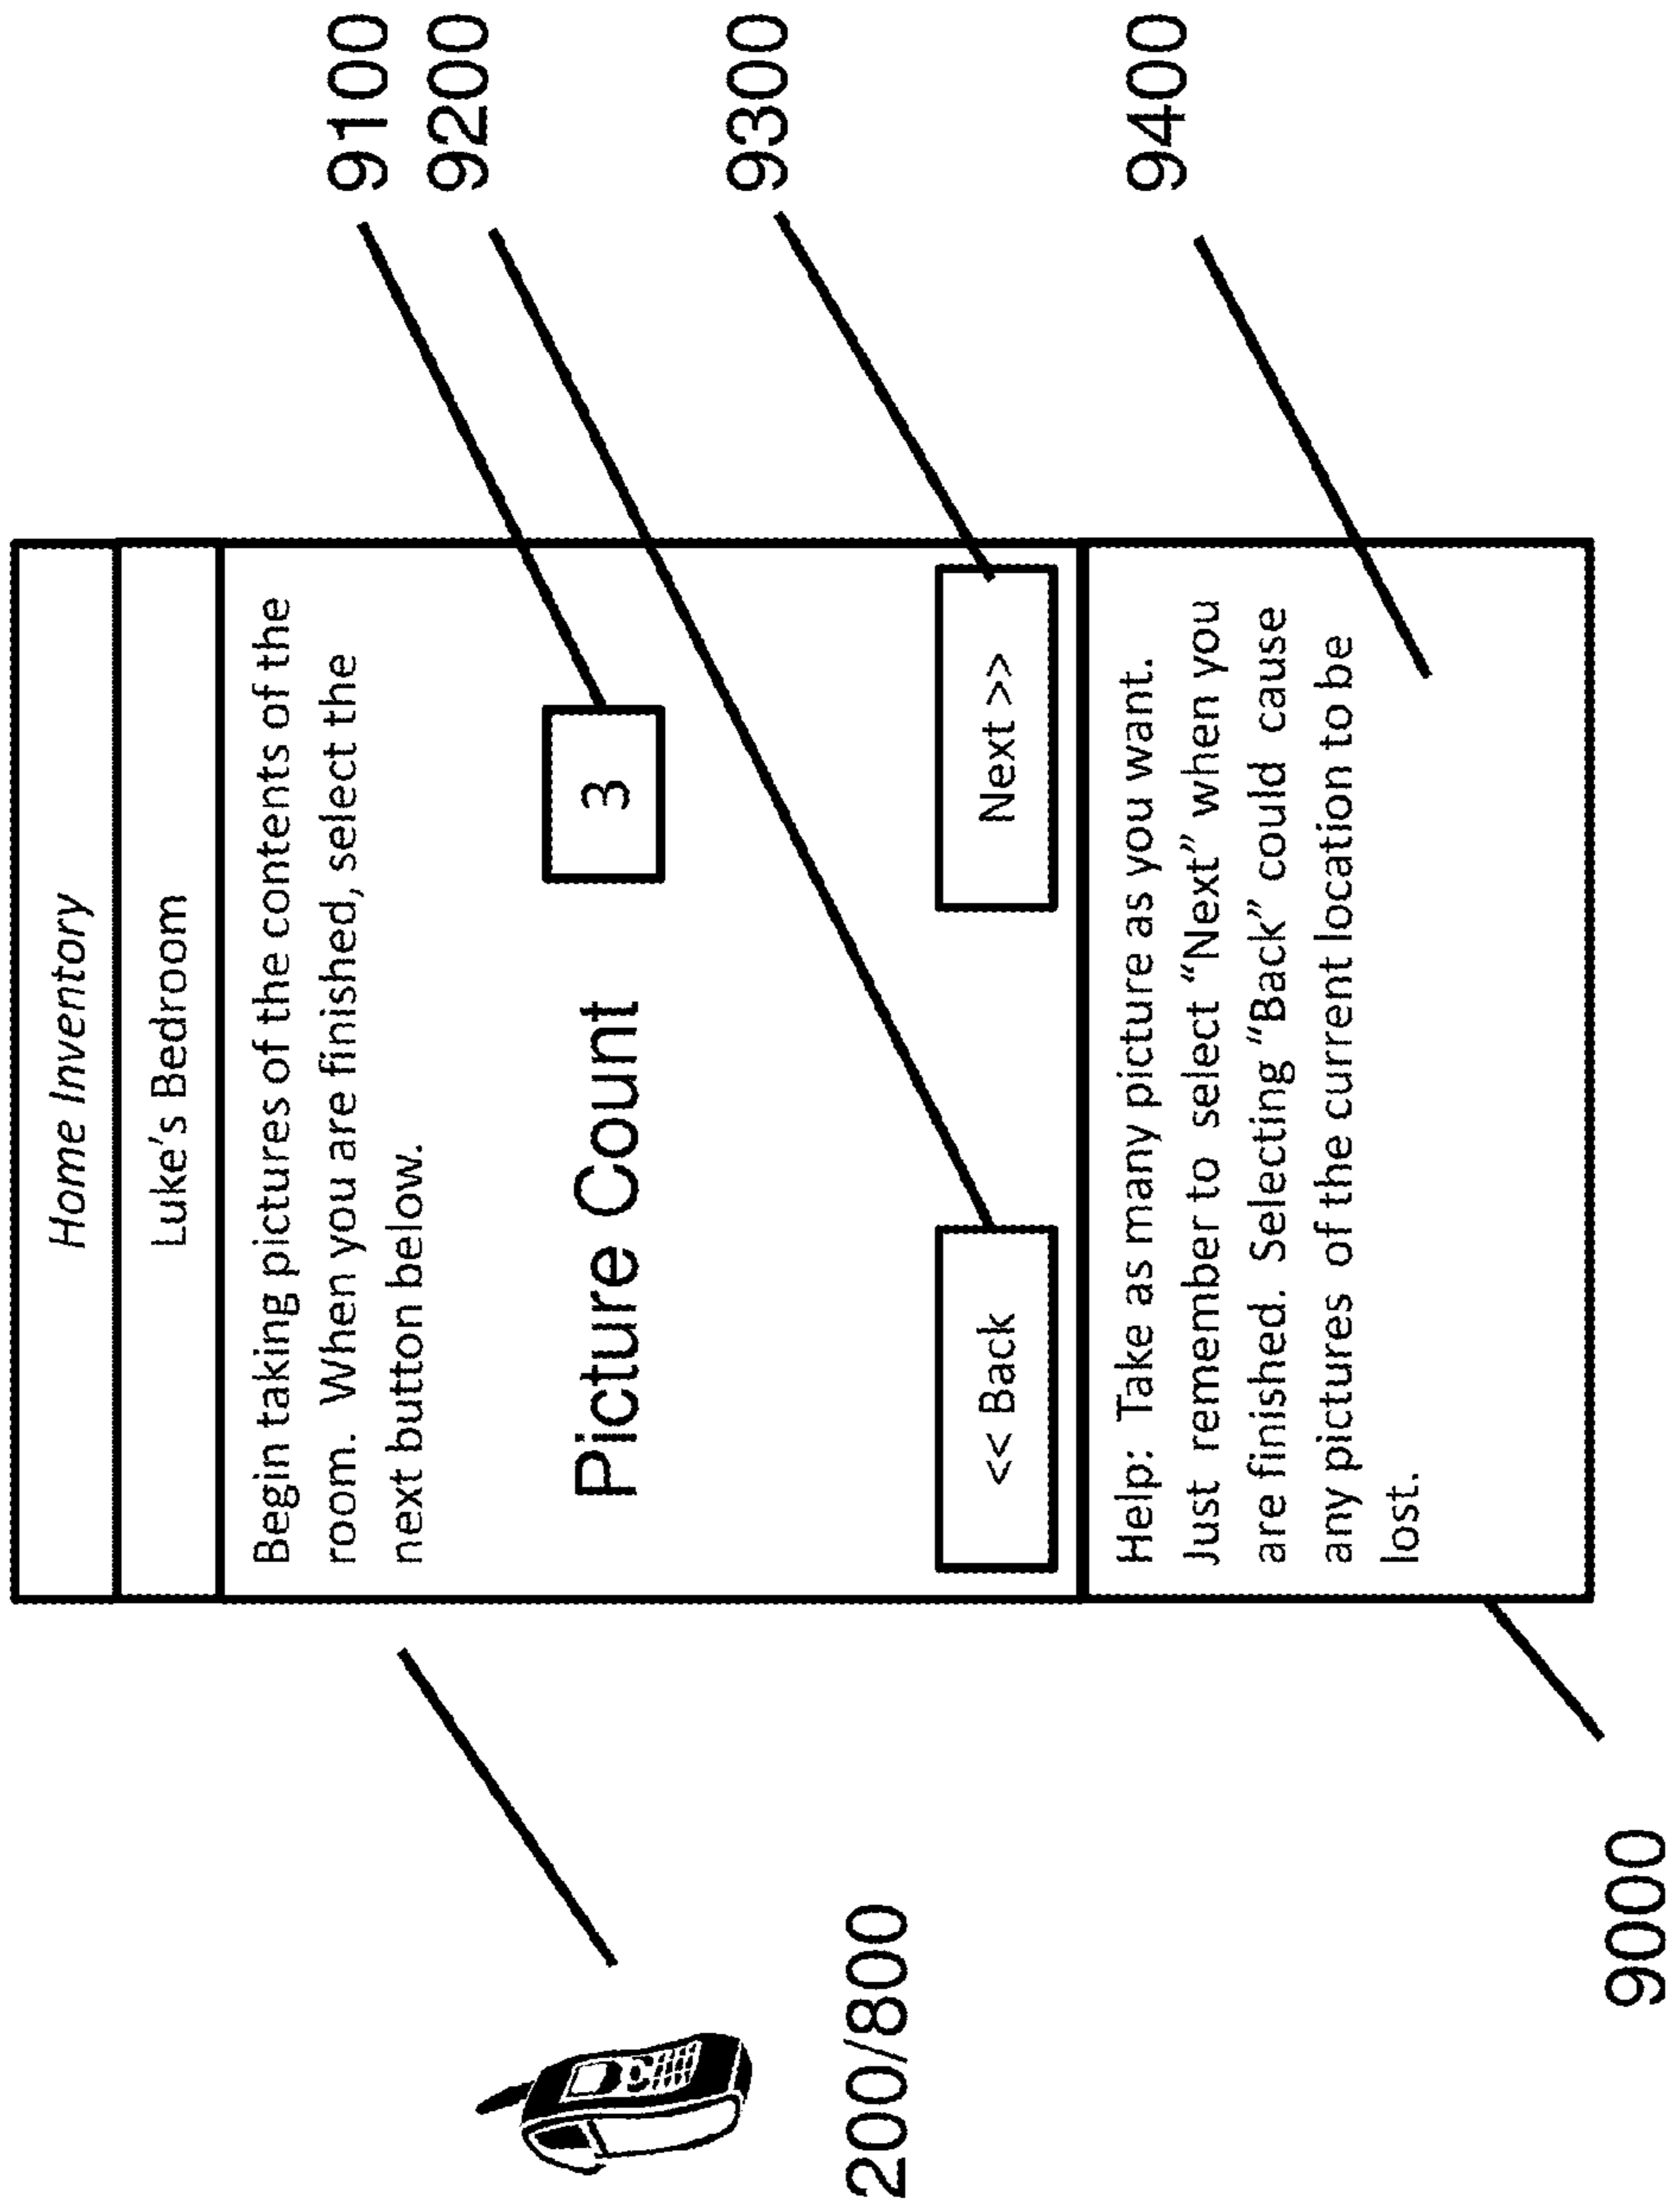 Home Inventory
Luke's Bedroom
Begin taking pictures of the contents of the
room. When you are finished, select the
next button below.
Picture Count
3
<< Back
Next >>
Help: Take as many picture as you want.
Just remember to select "Next" when you
are finished. Selecting "Back" could cause
any pictures of the current location to be
lost.
9100
9200
9300
9400
200/800
9000